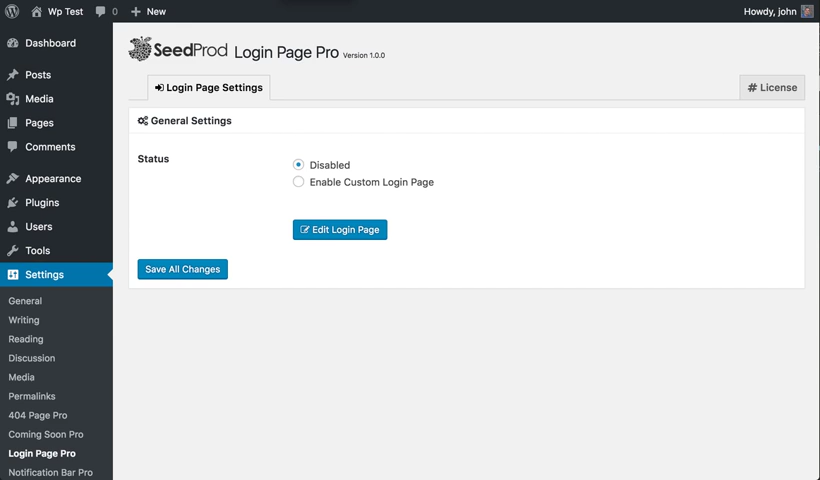 Wp Test
0
New
Howdy, john
Dashboard
Posts
Media
Pages
Comments
Appearance
Plugins
Users
Tools
Settings
General
Writing
Reading
Discussion
Media
Permalinks
404 Page Pro
Coming Soon Pro
Login Page Pro
Notification Bar Pro
SeedProd Login Page Pro Version 1.0.0
Login Page Settings
# License
General Settings
Status
Disabled
Enable Custom Login Page
Edit Login Page
Save All Changes